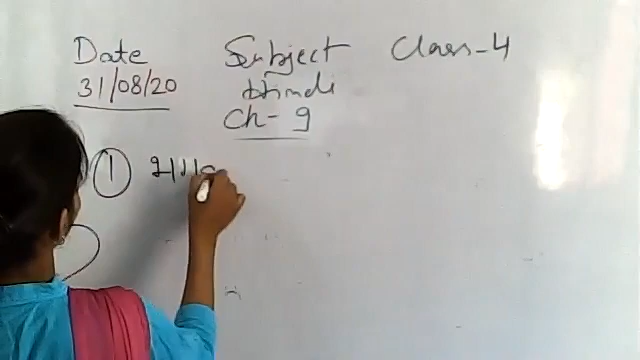 Date Subject Class-4
31/08/20 Hindi
Ch- 9
①